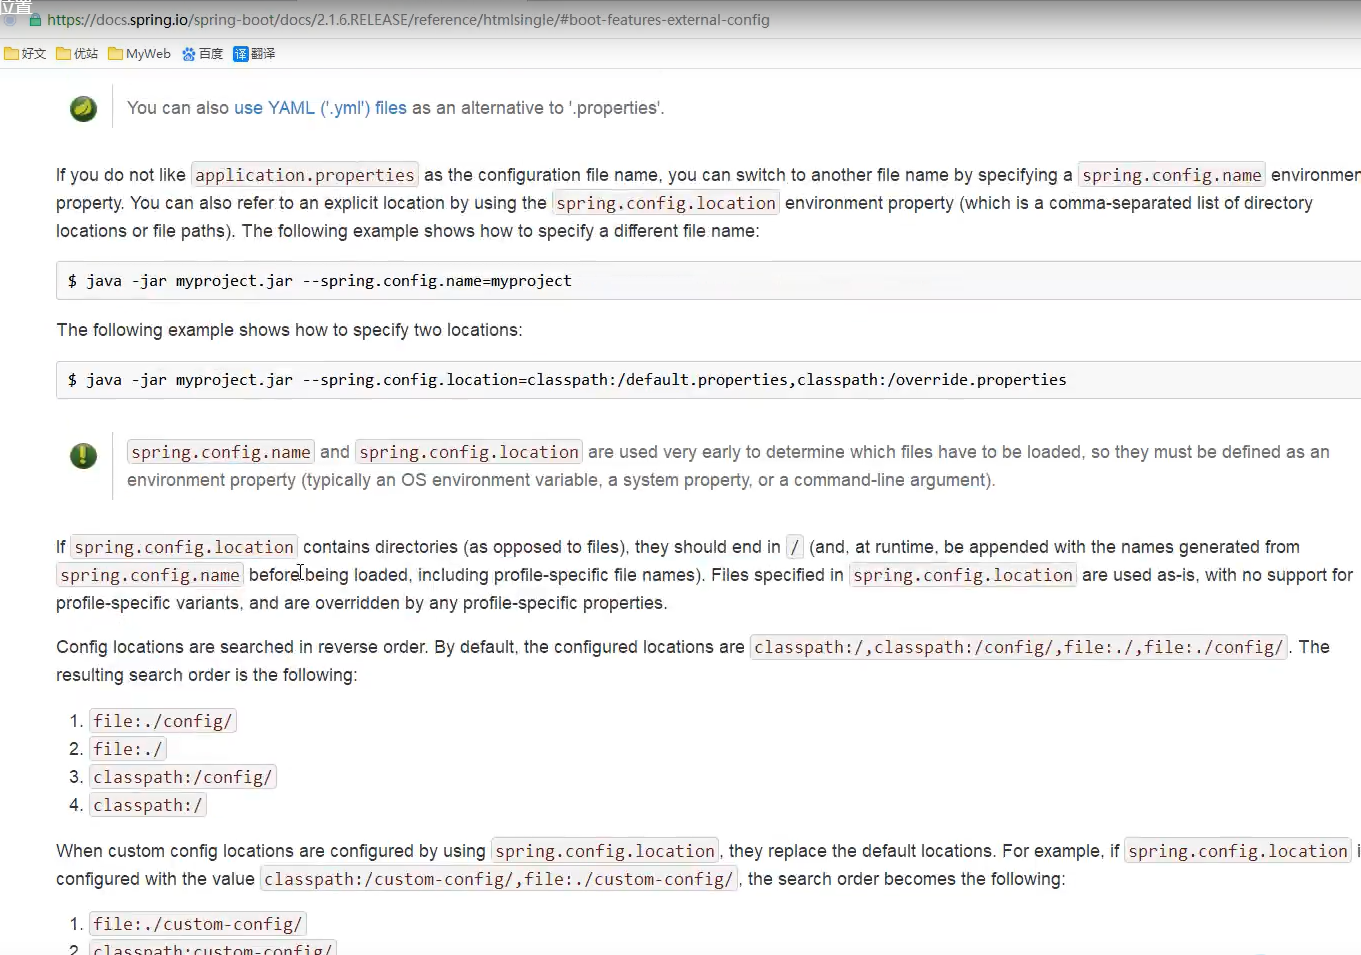 位置
https://docs.spring.io/spring-boot/docs/2.1.6.RELEASE/reference/htmlsingle/#boot-features-external-config
好文 优站 MyWeb 百度 译 翻译
You can also use YAML ('.yml') files as an alternative to '.properties'.
If you do not like application.properties as the configuration file name, you can switch to another file name by specifying a spring.config.name environmen
property. You can also refer to an explicit location by using the spring.config.location environment property (which is a comma-separated list of directory
locations or file paths). The following example shows how to specify a different file name:
$ java -jar myproject.jar --spring.config.name=myproject
The following example shows how to specify two locations:
$ java -jar myproject.jar --spring.config.location=classpath:/default.properties,classpath:/override.properties
spring.config.name and spring.config.location are used very early to determine which files have to be loaded, so they must be defined as an
environment property (typically an OS environment variable, a system property, or a command-line argument).
If spring.config.location contains directories (as opposed to files), they should end in / (and, at runtime, be appended with the names generated from
spring.config.name before being loaded, including profile-specific file names). Files specified in spring.config.location are used as-is, with no support for
profile-specific variants, and are overridden by any profile-specific properties.
Config locations are searched in reverse order. By default, the configured locations are classpath:/,classpath:/config/,file:./,file:./config/. The
resulting search order is the following:
1. file:./config/
2. file:./
3. classpath:/config/
4. classpath:/
When custom config locations are configured by using spring.config.location, they replace the default locations. For example, if spring.config.location i
configured with the value classpath:/custom-config/,file:./custom-config/, the search order becomes the following:
1. file:./custom-config/
2. classpath:custom-config/